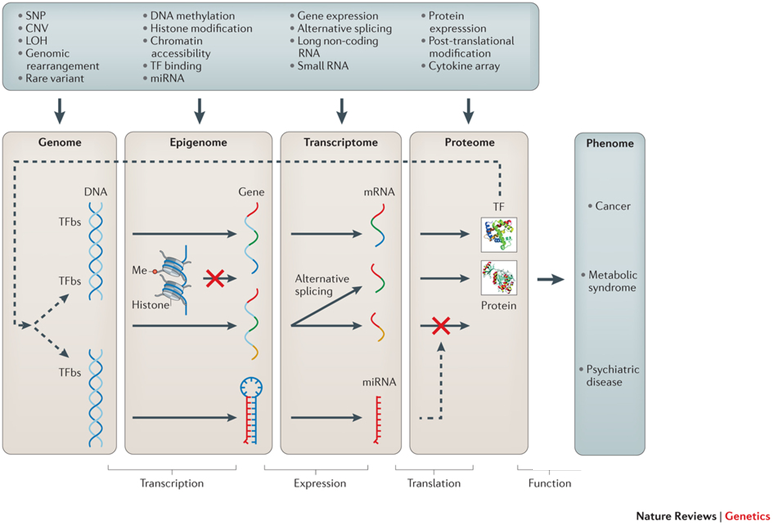 • SNP
• CNV
• LOH
• Genomic
rearrangement
• Rare variant
• DNA methylation
• Histone modification
• Chromatin
accessibility
• TF binding
• miRNA
• Gene expression
• Alternative splicing
• Long non-coding
RNA
• Small RNA
• Protein
expresssion
• Post-translational
modification
• Cytokine array
Genome
Epigenome
Transcriptome
Proteome
Phenome
DNA
Gene
mRNA
TF
TFbs
• Cancer
TFbs
Me
Histone
Alternative
splicing
Protein
• Metabolic
syndrome
TFbs
miRNA
• Psychiatric
disease
Transcription
Expression
Translation
Function
Nature Reviews | Genetics